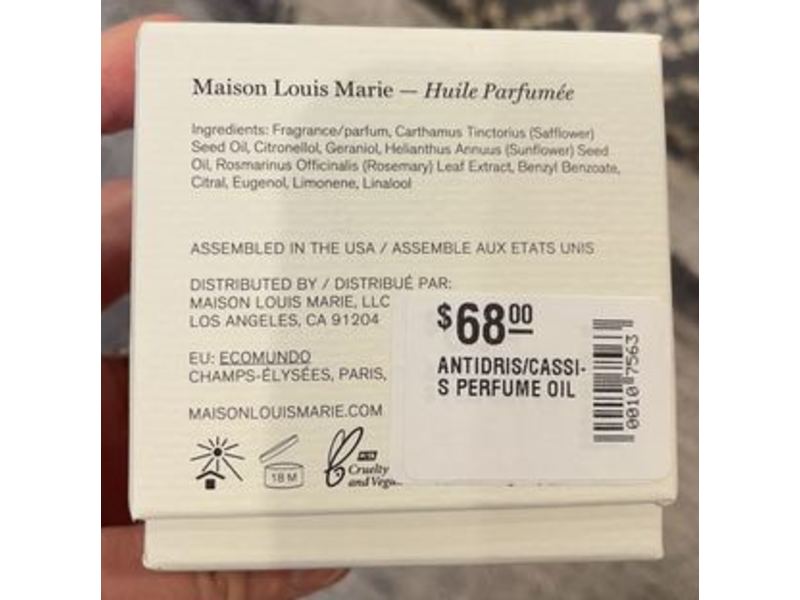 Maison Louis Marie — Huile Parfumée
Ingredients: Fragrance/parfum, Carthamus Tinctorius (Safflower)
Seed Oil, Citronellol, Geraniol, Helianthus Annuus (Sunflower) Seed
Oil, Rosmarinus Officinalis (Rosemary) Leaf Extract, Benzyl Benzoate,
Citral, Eugenol, Limonene, Linalool
ASSEMBLED IN THE USA / ASSEMBLE AUX ETATS UNIS
DISTRIBUTED BY / DISTRIBUÉ PAR:
MAISON LOUIS MARIE, LLC
LOS ANGELES, CA 91204
EU: ECOMUNDO
CHAMPS-ÉLYSÉES, PARIS,
MAISONLOUISMARIE.COM
18 M
Cruelty
and
$68 00
ANTIDRIS/CASSI-
S PERFUME OIL
0010 7563